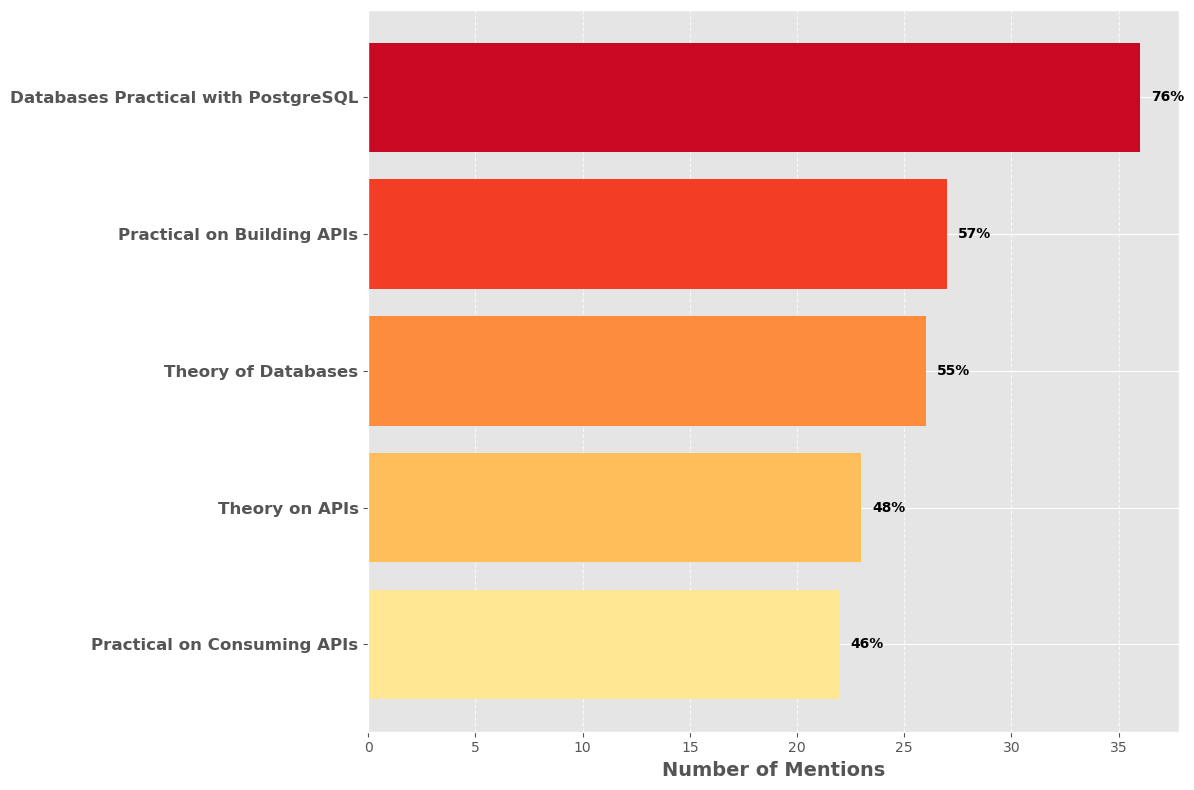 Databases Practical with PostgreSQL
76%
Practical on Building APIs
57%
Theory of Databases
55%
Theory on APIs
48%
Practical on Consuming APIs
46%
0 5 10 15 20 25 30 35
Number of Mentions